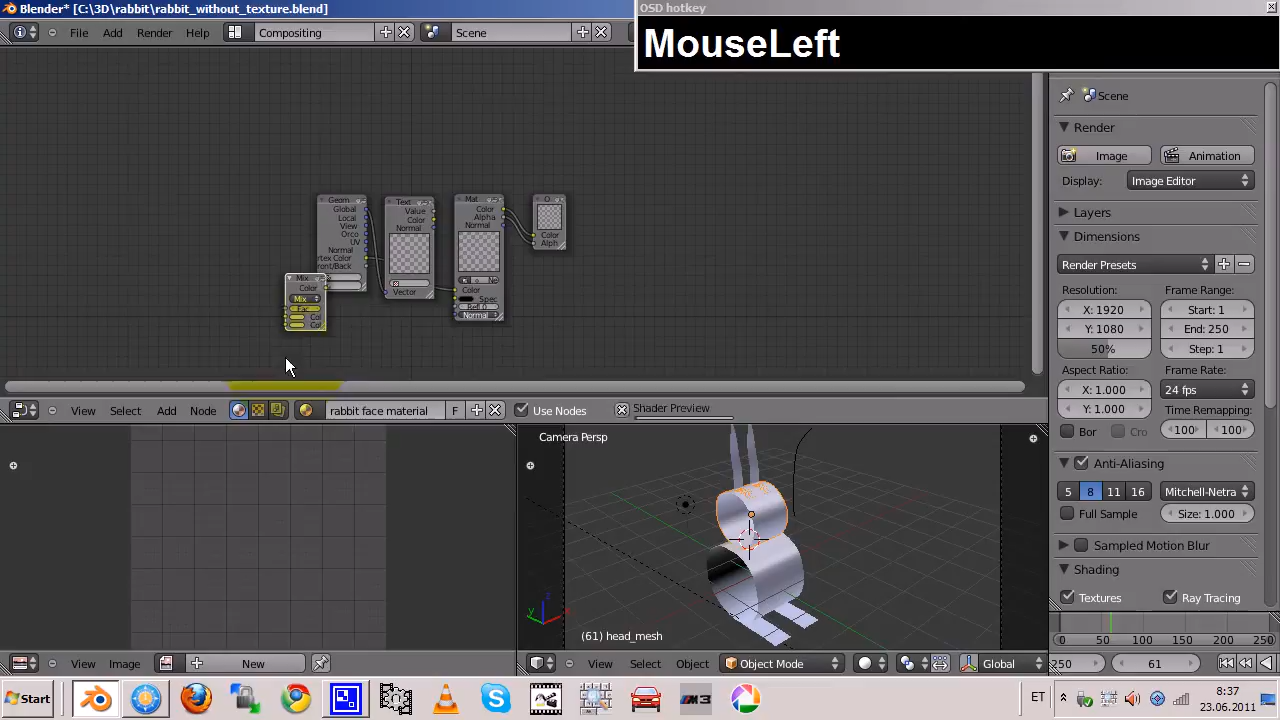 Blender* [C:\3D\rabbit\rabbit_without_texture.blend]
OSD hotkey
MouseLeft
File Add Render Help
Compositing
Scene
Scene
Render
Image
Animation
Display: Image Editor
Layers
Dimensions
Render Presets
Resolution:
Frame Range:
X: 1920
Start: 1
Y: 1080
End: 250
50%
Step: 1
Aspect Ratio:
Frame Rate:
X: 1.000
24 fps
Y: 1.000
Time Remapping:
Bor
Cro
100
100
Anti-Aliasing
5 8 11 16
Mitchell-Netra
Full Sample
Size: 1.000
Sampled Motion Blur
Shading
Textures
Ray Tracing
Geom
Global
Local
View
Orco
UV
Normal
rtex Color
ront/Back
Text
Value
Color
Normal
Vector
Mat
Color
Alpha
Normal
Ne
Color
Spec
Normal
O
Color
Alph
Mix
Color
Mix
Col
Col
View Select Add Node
rabbit face material
F
Use Nodes
Shader Preview
Camera Persp
(61) head_mesh
View Image
New
View Select Object
Object Mode
Global
0 50 100 150 200 250
250
61
Start
ET
8:35
23.06.2011